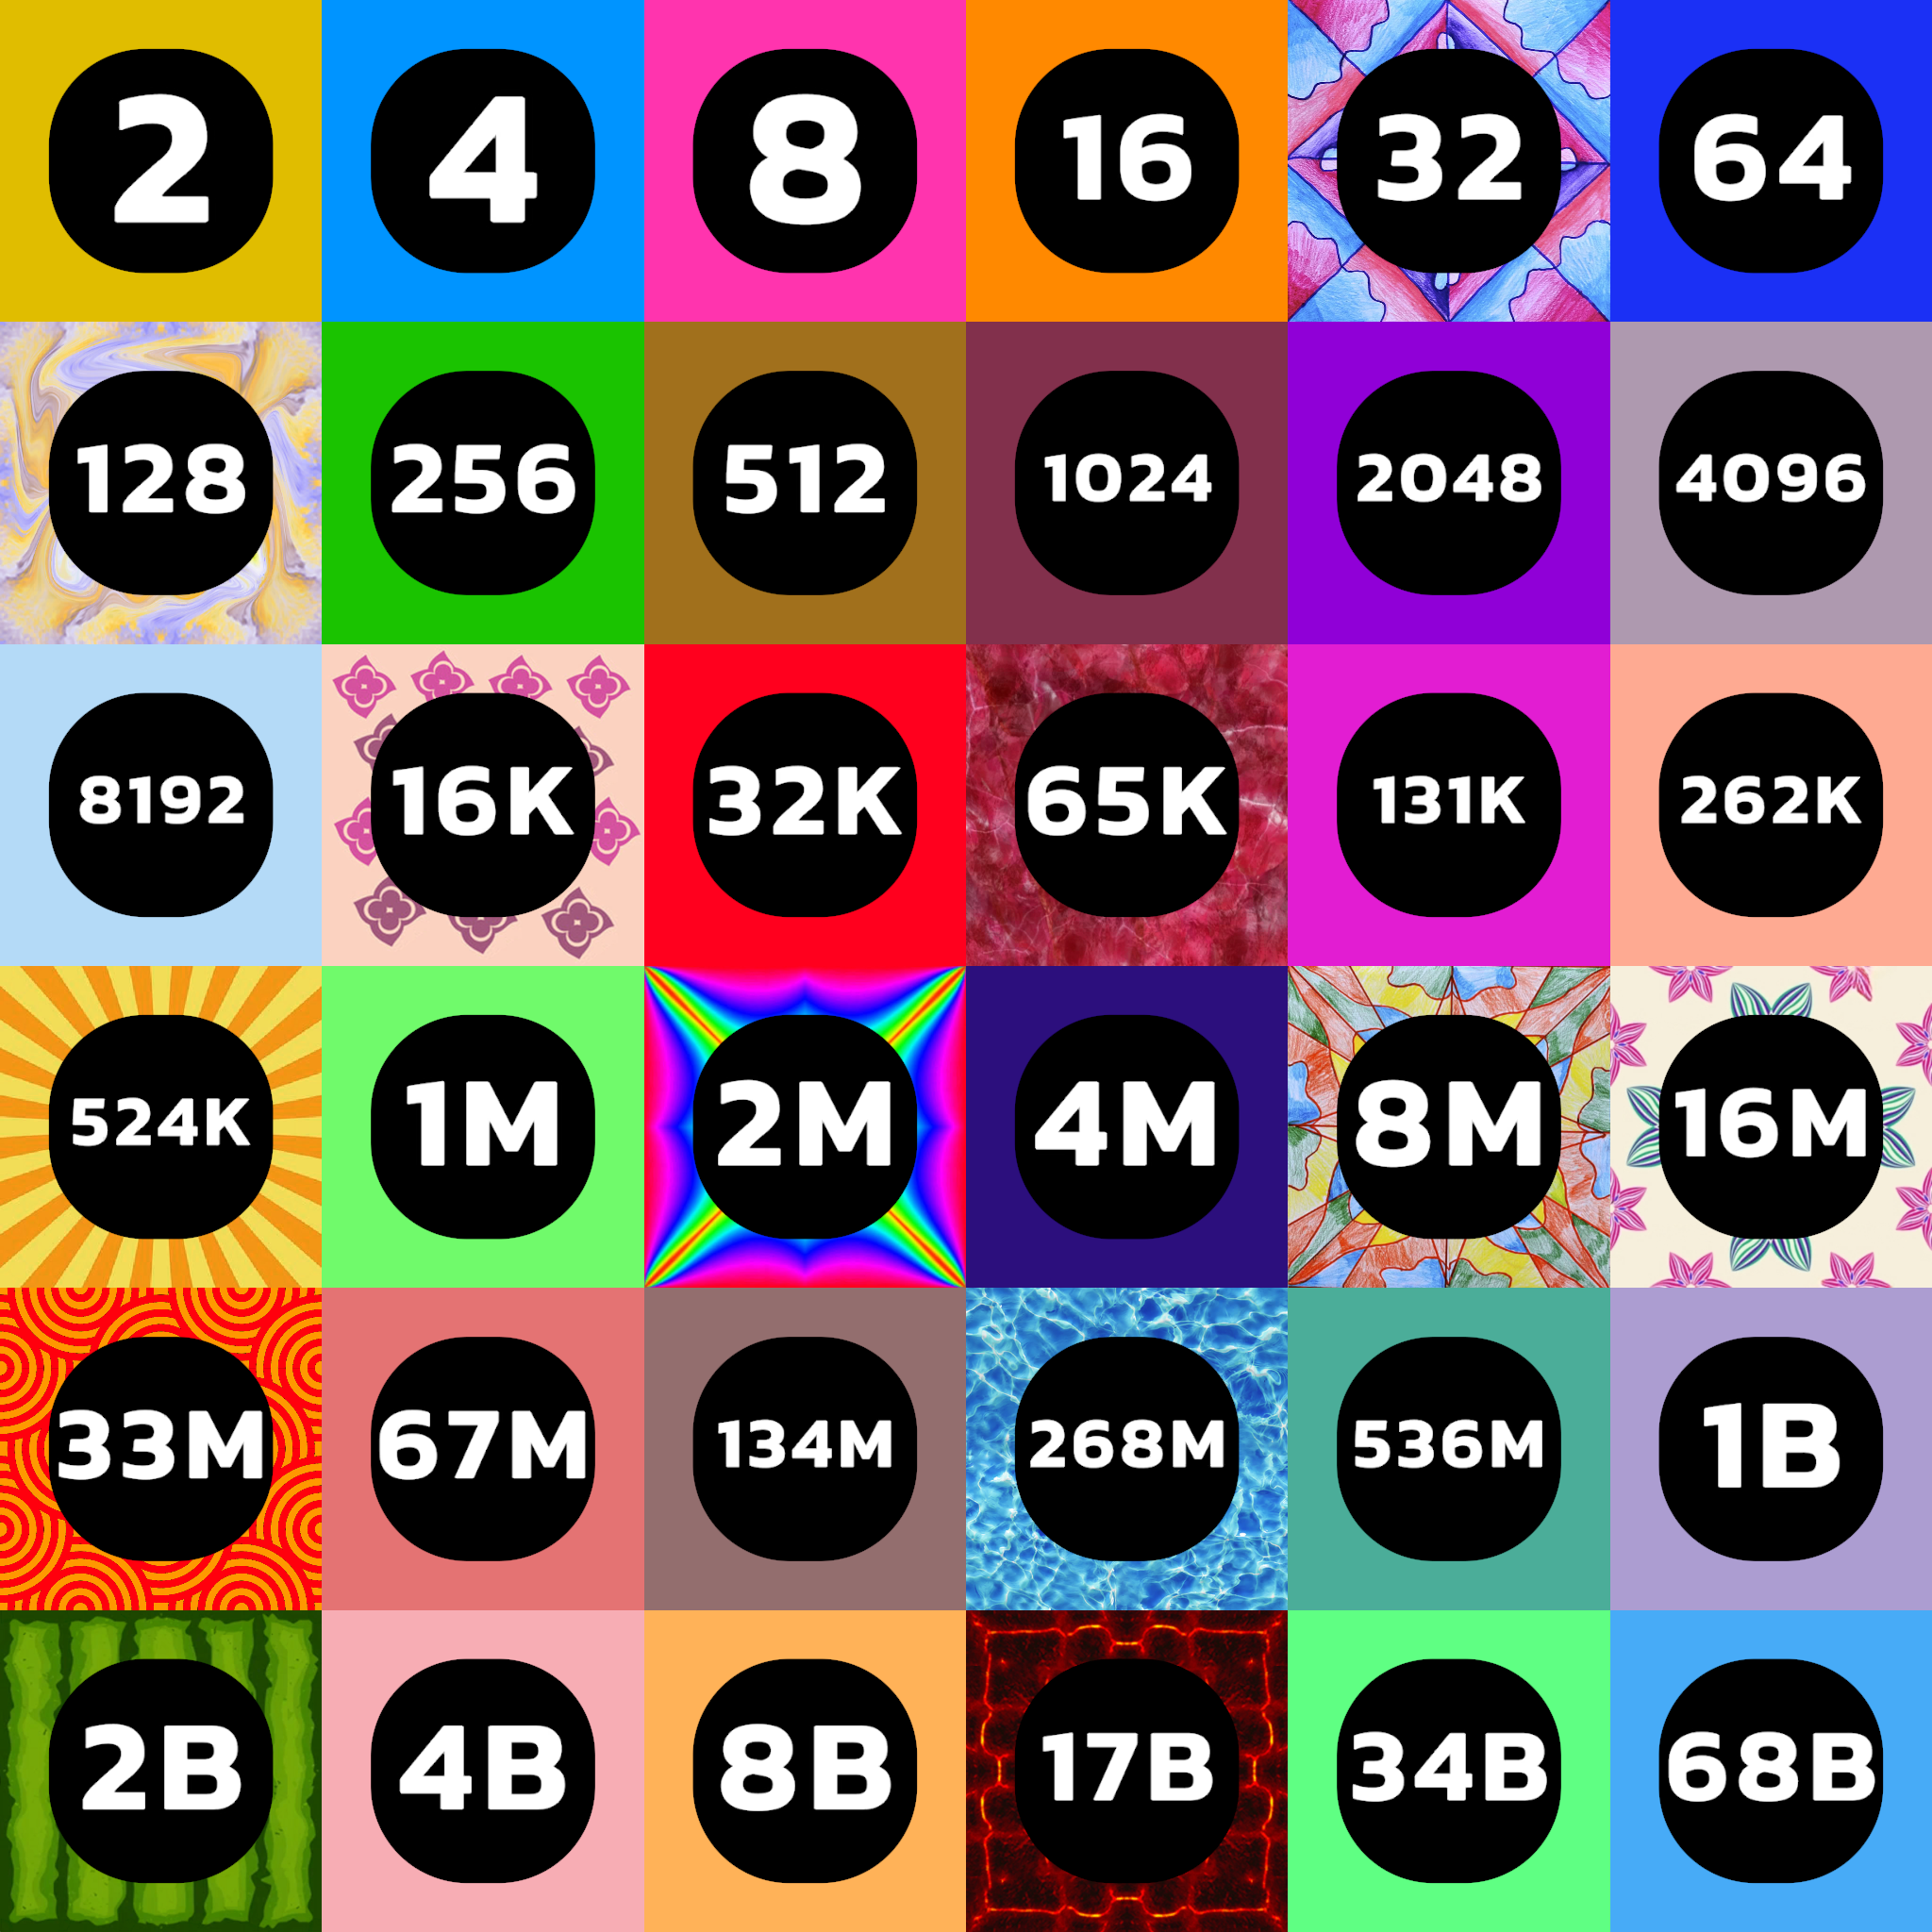 2 4 8 16 32 64
128 256 512 1024 2048 4096
8192 16K 32K 65K 131K 262K
524K 1M 2M 4M 8M 16M
33M 67M 134M 268M 536M 1B
2B 4B 8B 17B 34B 68B